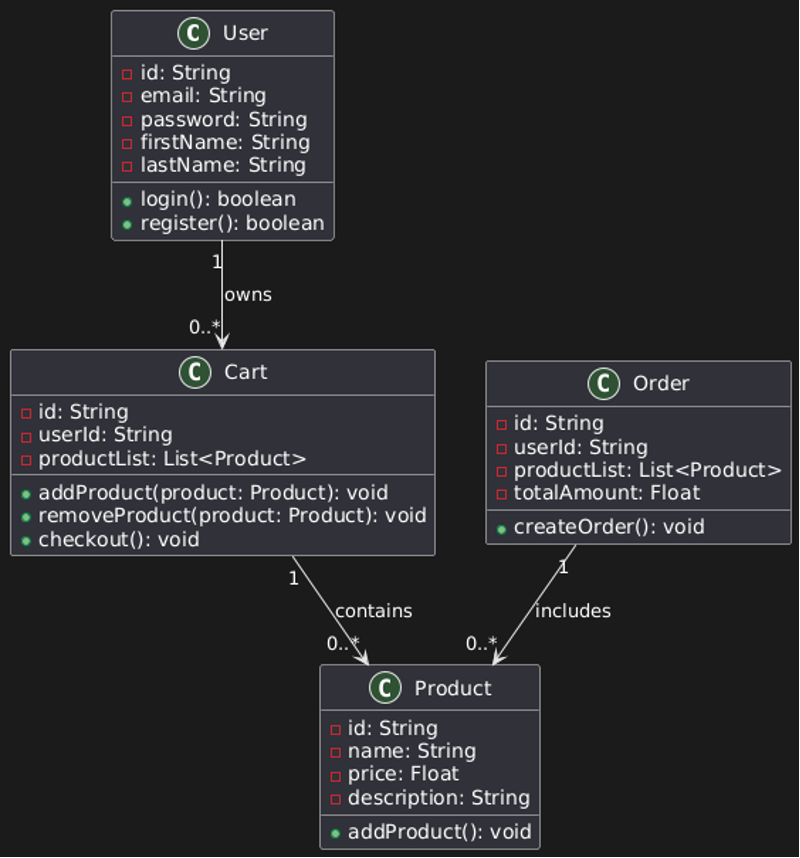 C User
id: String
email: String
password: String
firstName: String
lastName: String
login(): boolean
register(): boolean
1
owns
0..*
C Cart
id: String
userId: String
productList: List<Product>
addProduct(product: Product): void
removeProduct(product: Product): void
checkout(): void
C Order
id: String
userId: String
productList: List<Product>
totalAmount: Float
createOrder(): void
1
contains
0..*
1
includes
0..*
C Product
id: String
name: String
price: Float
description: String
addProduct(): void